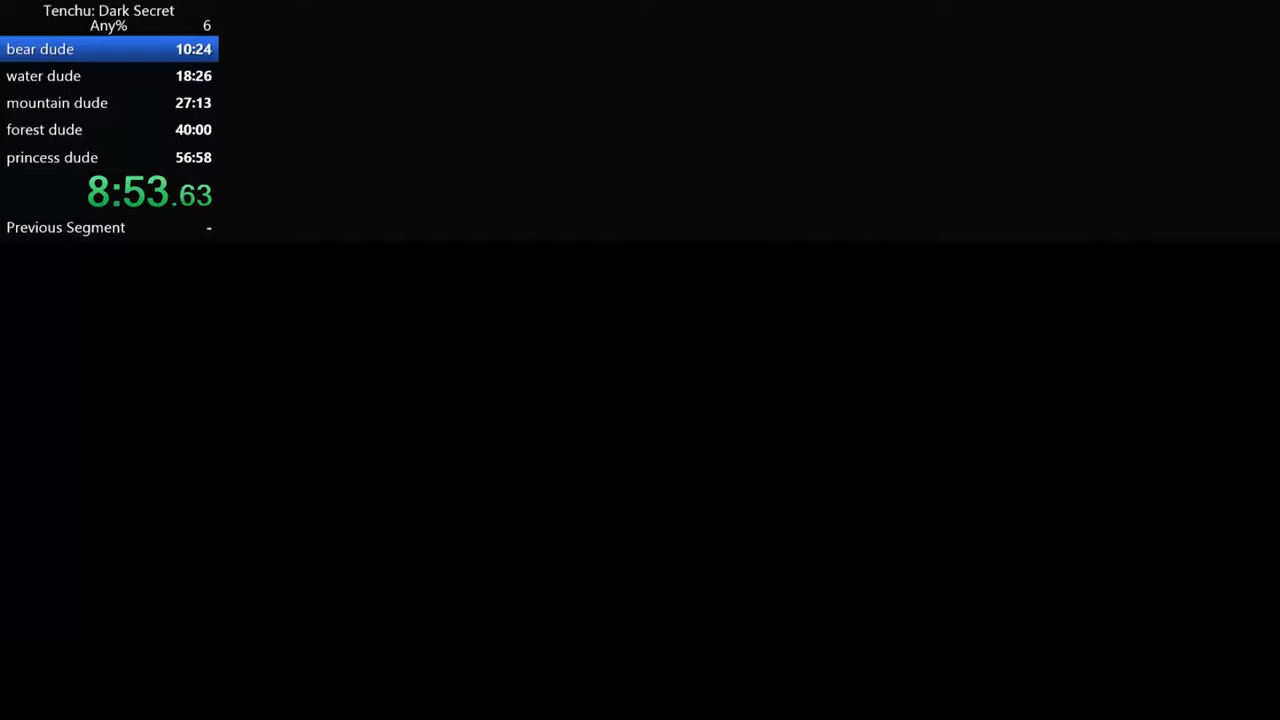 Tenchu: Dark Secret
Any% 6
bear dude 10:24
water dude 18:26
mountain dude 27:13
forest dude 40:00
princess dude 56:58
8:53.63
Previous Segment -